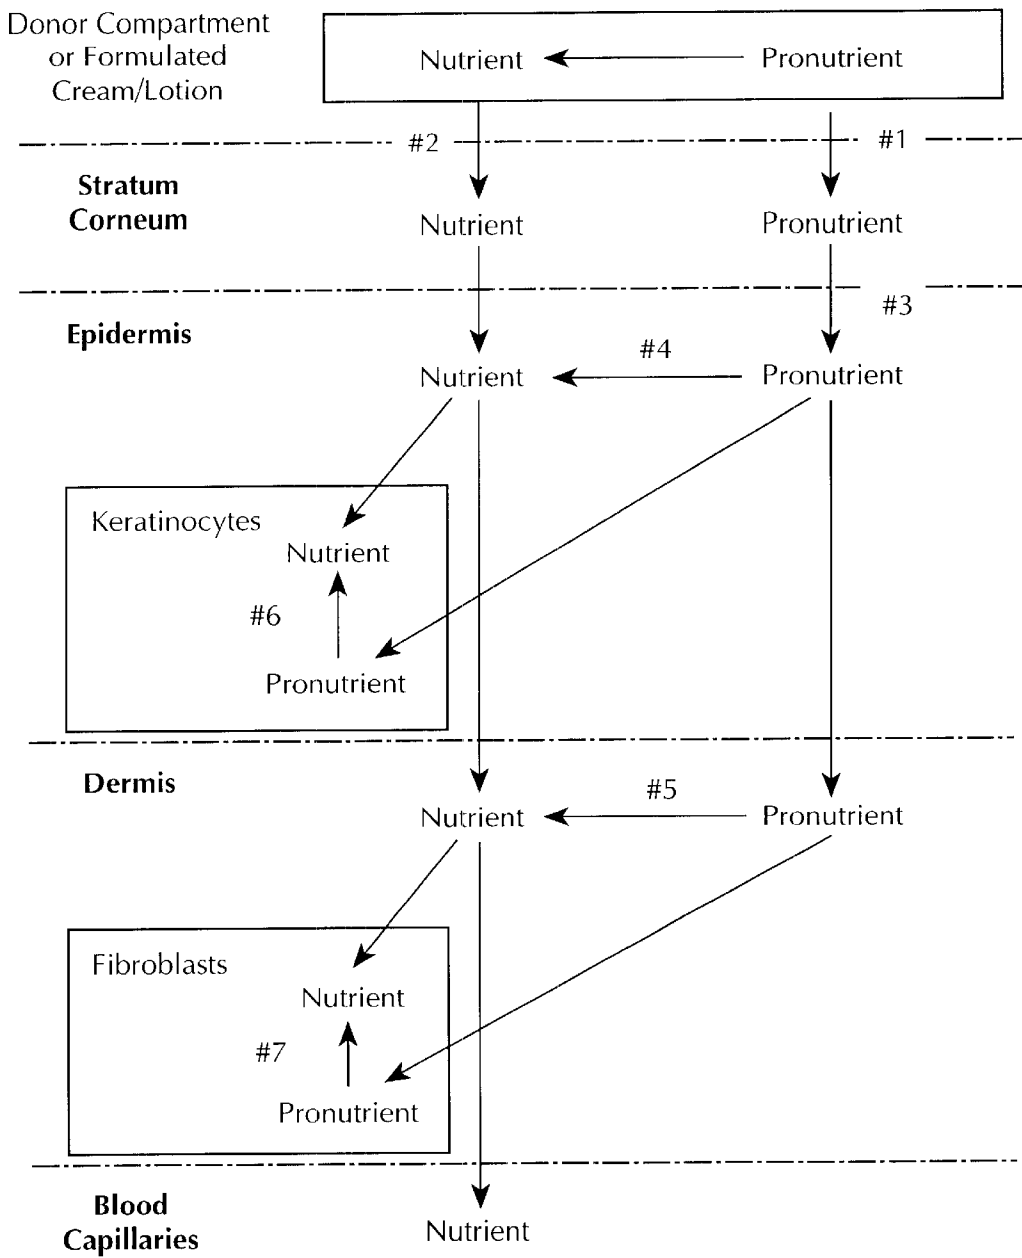 Donor Compartment
or Formulated
Cream/Lotion
Nutrient
Pronutrient
#2
#1
Stratum
Corneum
Nutrient
Pronutrient
#3
Epidermis
#4
Nutrient
Pronutrient
Keratinocytes
Nutrient
#6
Pronutrient
Dermis
#5
Nutrient
Pronutrient
Fibroblasts
Nutrient
#7
Pronutrient
Blood
Capillaries
Nutrient